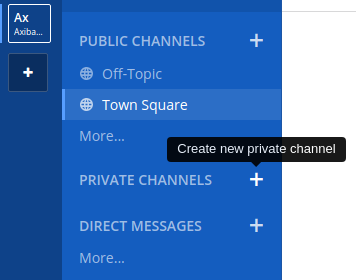 Ax
Axiba...
PUBLIC CHANNELS +
Off-Topic
+
Town Square
More...
Create new private channel
PRIVATE CHANNELS +
DIRECT MESSAGES +
More...